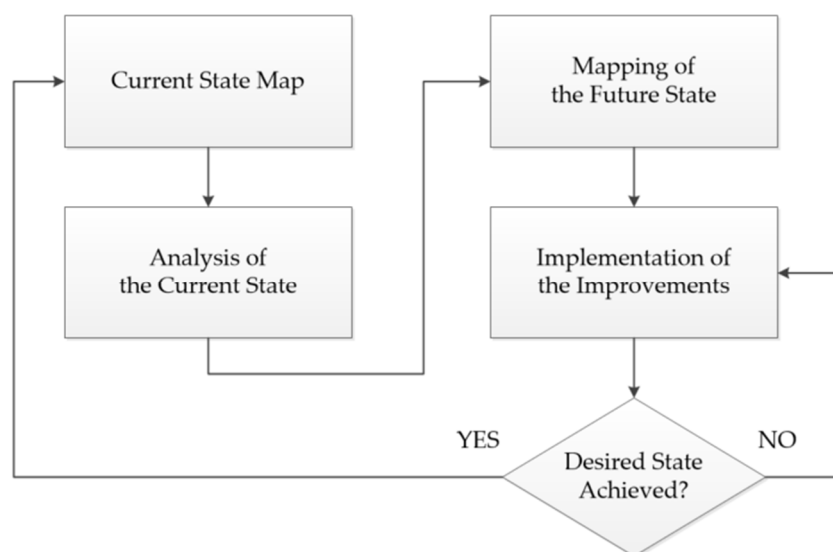 Current State Map
Analysis of
the Current State
Mapping of
the Future State
Implementation of
the Improvements
YES
Desired State
Achieved?
NO